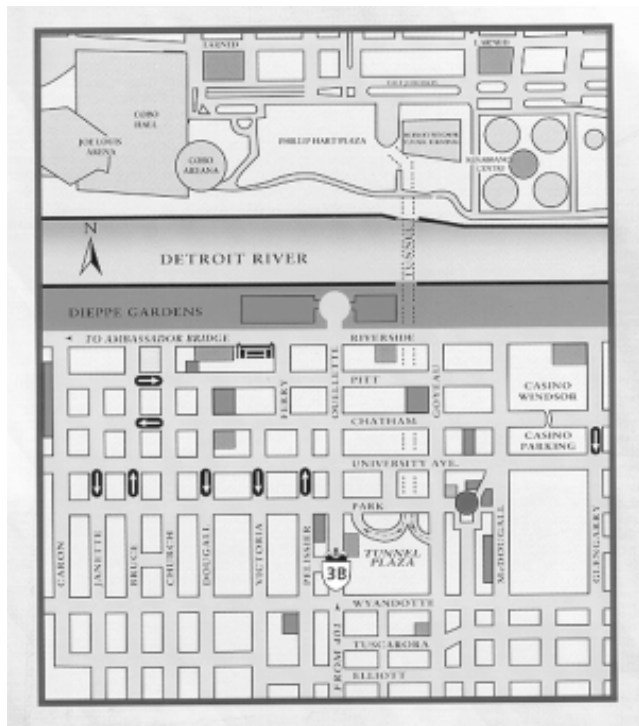 LARNED
LARNED
COBO
HALL
JOE LOUIS
ARENA
COBO
AREANA
PHILLIP HART PLAZA
RENAISSANCE
CENTRE
N
DETROIT RIVER
TUNNEL
DIEPPE GARDENS
TO AMBASSADOR BRIDGE
RIVERSIDE
PITT
CHATHAM
UNIVERSITY AVE.
PARK
FERRY
OUELLETTE
GOYEAU
CASINO
WINDSOR
CASINO
PARKING
CARON
JANETTE
BRUCE
CHURCH
DOUGALL
VICTORIA
PELISSIER
TUNNEL
PLAZA
3B
McDOUGALL
GLENGARRY
WYANDOTTE
TUSCARORA
ELLIOTT
FROM 401